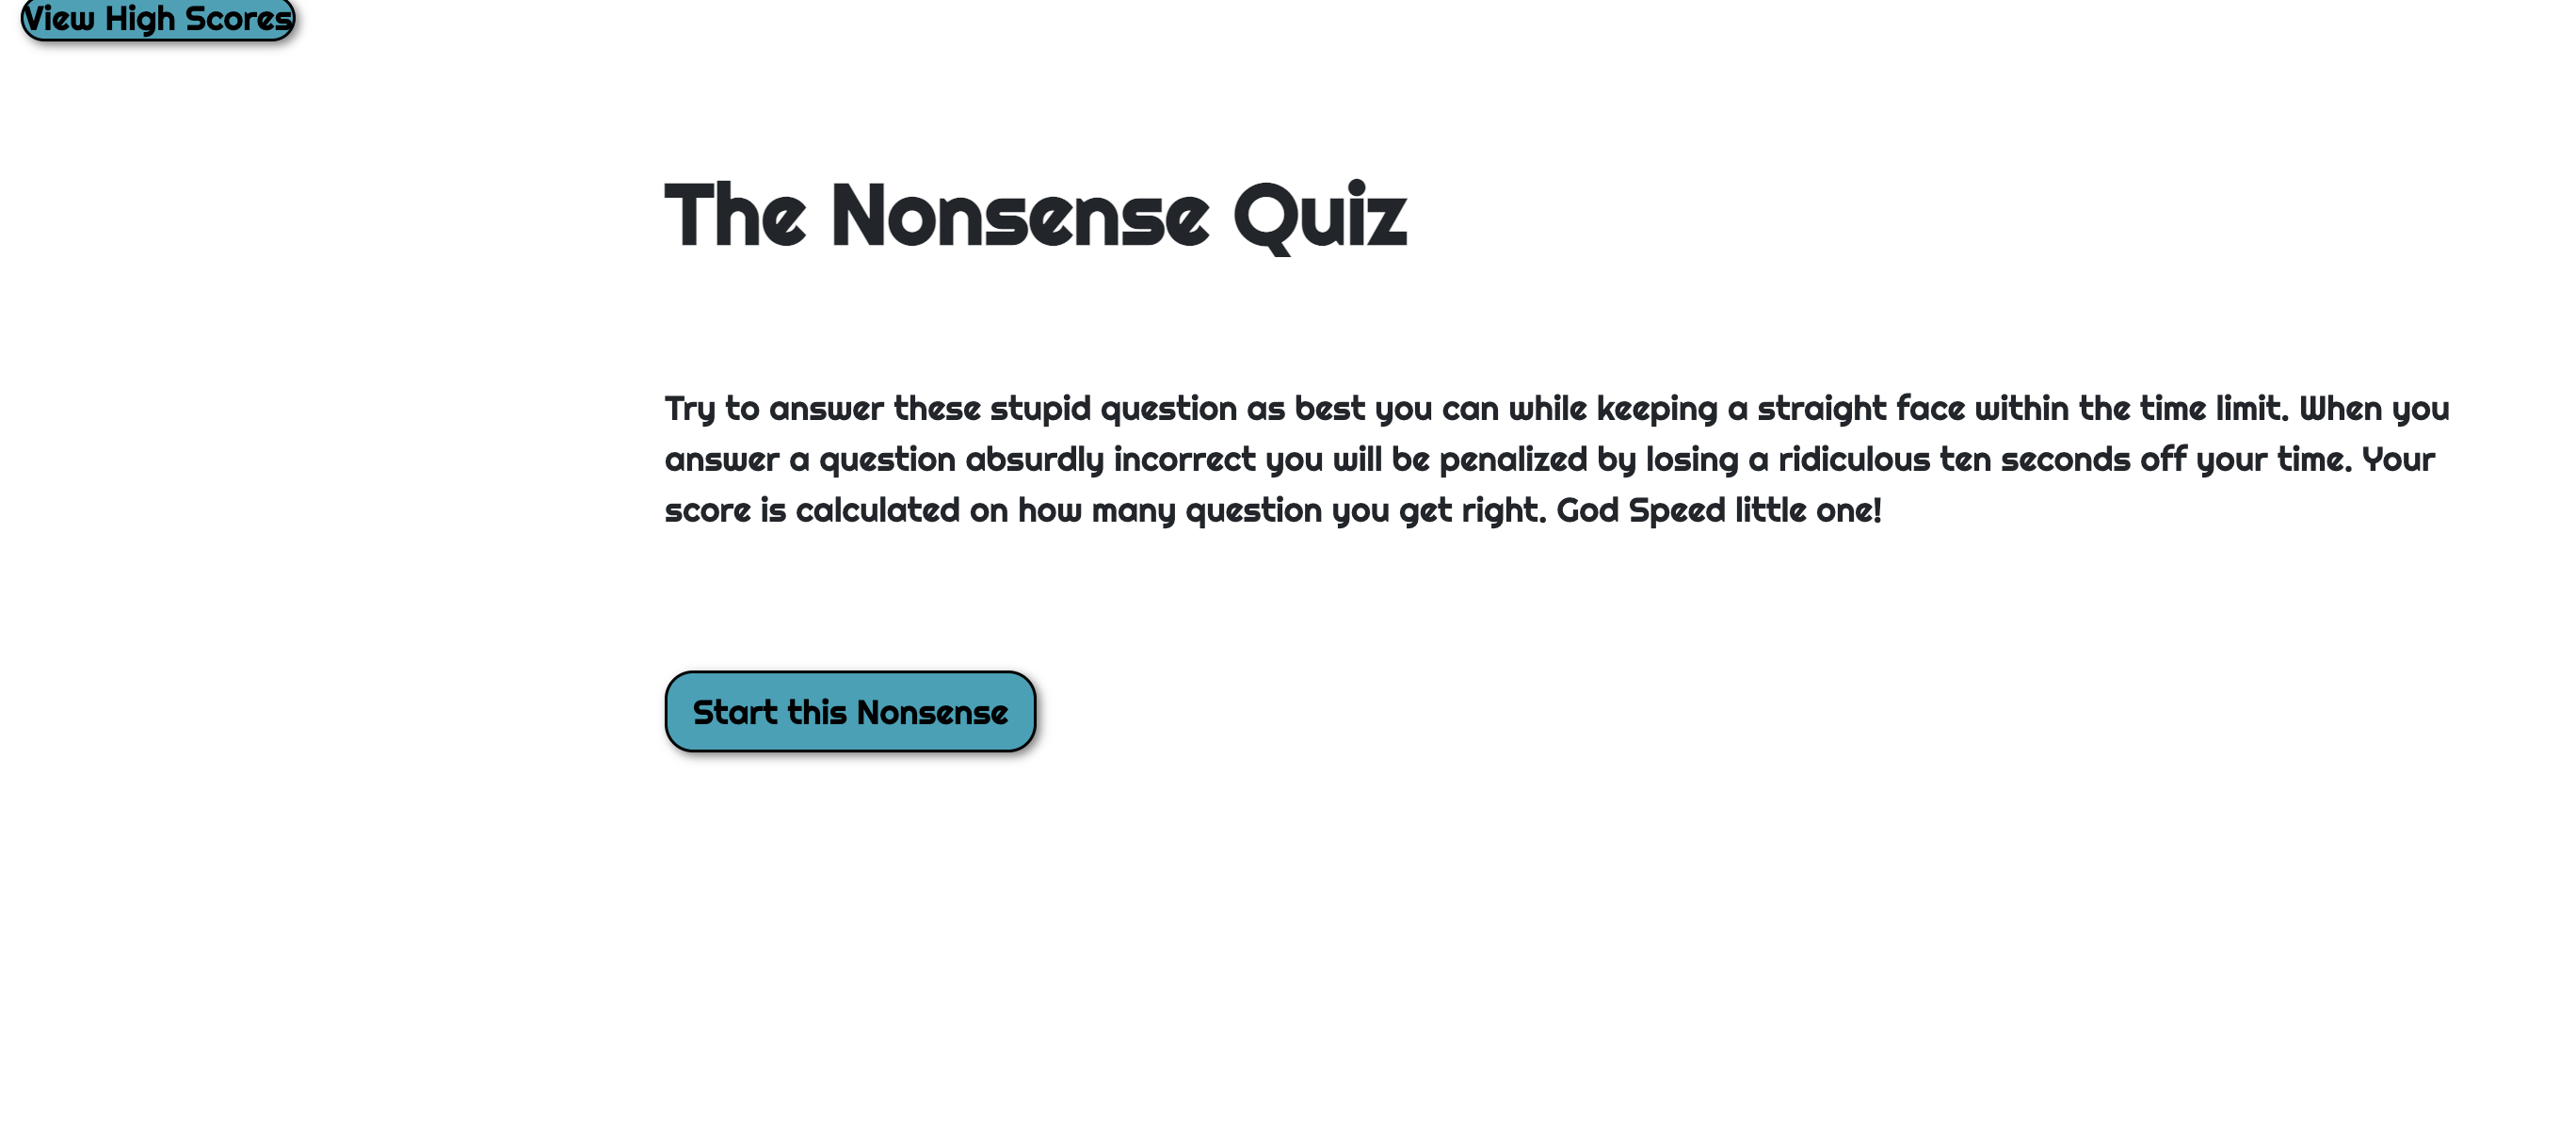 View High Scores
The Nonsense Quiz
Try to answer these stupid question as best you can while keeping a straight face within the time limit. When you
answer a question absurdly incorrect you will be penalized by losing a ridiculous ten seconds off your time. Your
score is calculated on how many question you get right. God Speed little one!
Start this Nonsense